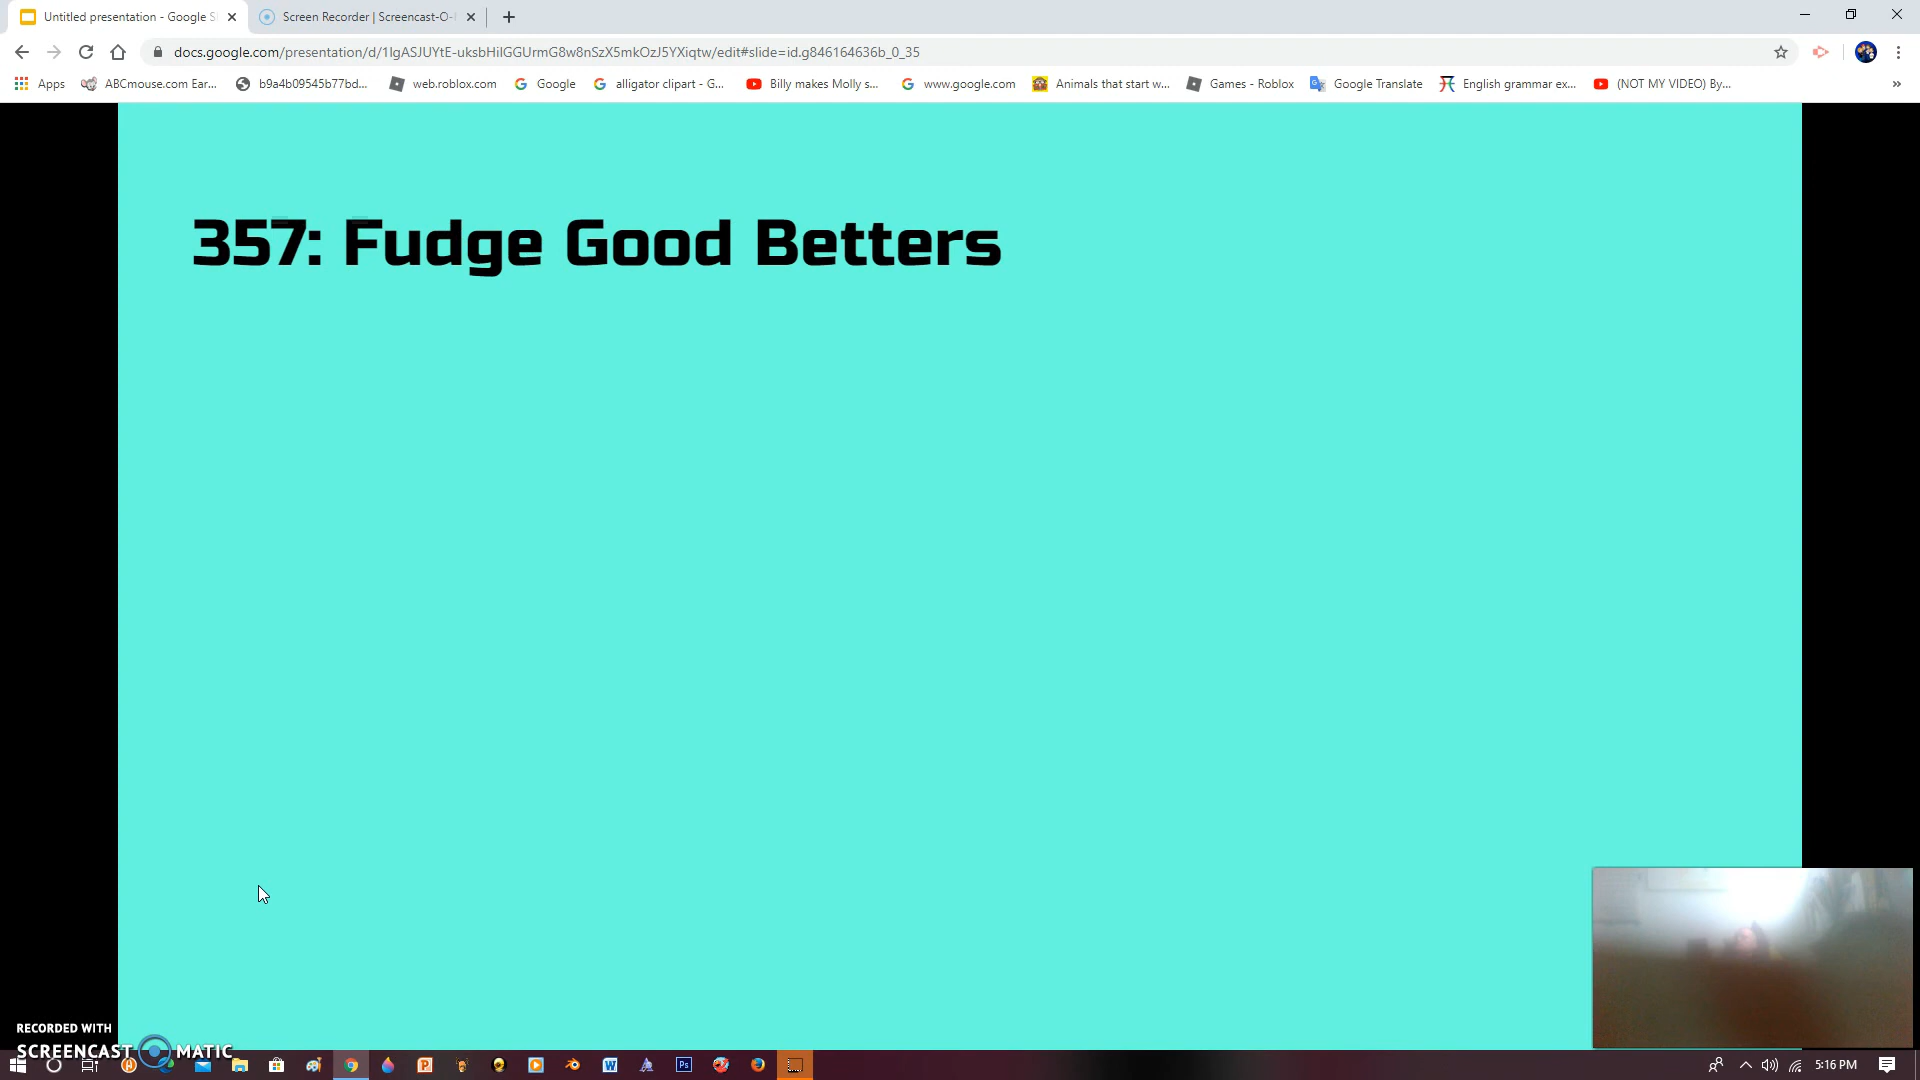 Untitled presentation - Google S
Screen Recorder | Screencast-O-
docs.google.com/presentation/d/1IgASJUYtE-uksbHilGGUrmG8w8nSzX5mkOzJ5YXiqtw/edit#slide=id.g846164636b_0_35
Apps ABCmouse.com Ear... b9a4b09545b77bd... web.roblox.com Google alligator clipart - G... Billy makes Molly s... www.google.com Animals that start w... Games - Roblox Google Translate English grammar ex... (NOT MY VIDEO) By...
357: Fudge Good Betters
RECORDED WITH
SCREENCAST MATIC
5:16 PM